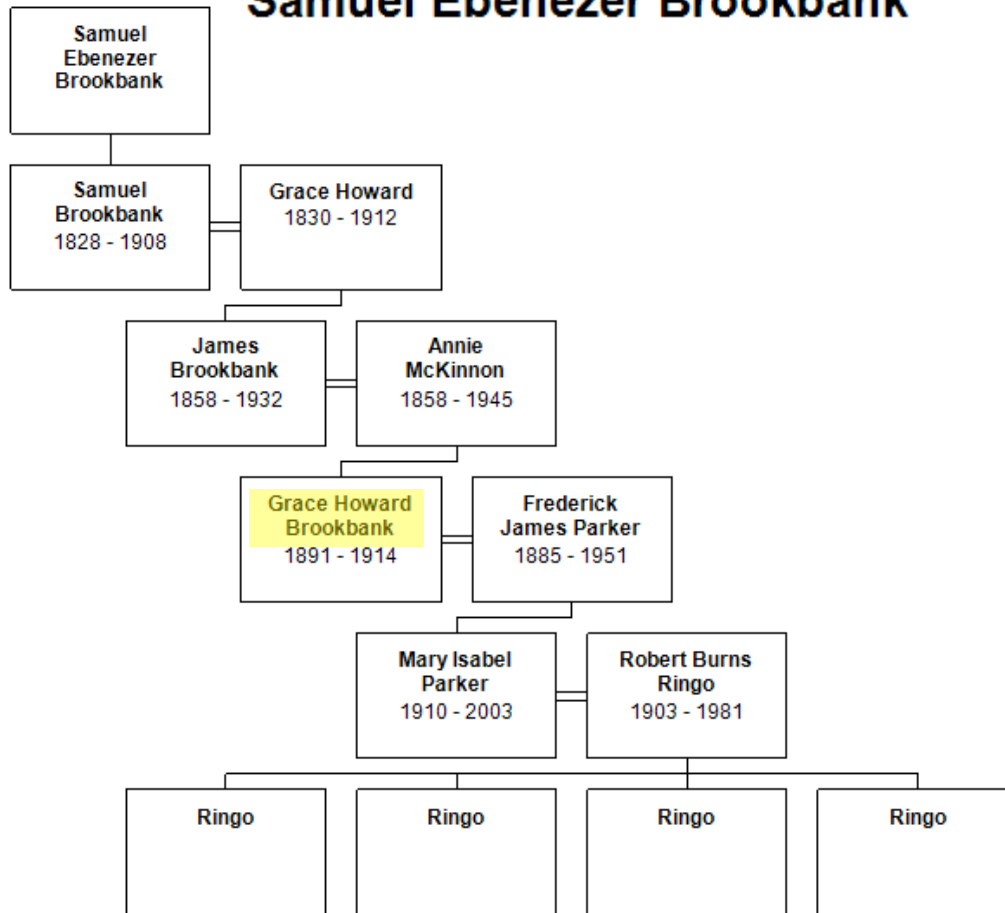 Samuel Ebenezer Brookbank
Samuel
Ebenezer
Brookbank
Samuel
Brookbank
1828 - 1908
Grace Howard
1830 - 1912
James
Brookbank
1858 - 1932
Annie
McKinnon
1858 - 1945
Grace Howard
Brookbank
1891 - 1914
Frederick
James Parker
1885 - 1951
Mary Isabel
Parker
1910 - 2003
Robert Burns
Ringo
1903 - 1981
Ringo
Ringo
Ringo
Ringo